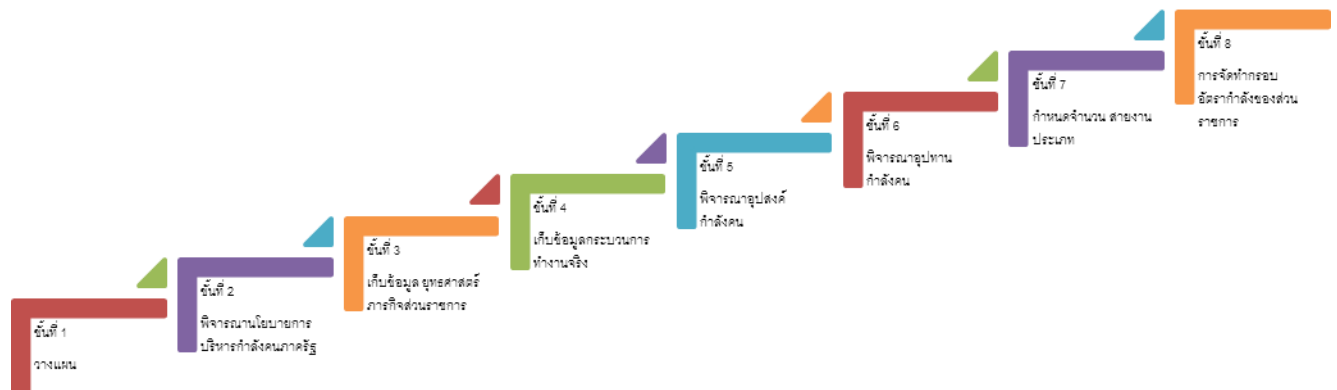 ขั้นที่ 1
วางแผน
ขั้นที่ 2
พิจารณานโยบายการ
บริหารกำลังคนภาครัฐ
ขั้นที่ 3
เก็บข้อมูล ยุทธศาสตร์
ภารกิจส่วนราชการ
ขั้นที่ 4
เก็บข้อมูลกระบวนการ
ทำงานจริง
ขั้นที่ 5
พิจารณาอุปสงค์
กำลังคน
ขั้นที่ 6
พิจารณาอุปทาน
กำลังคน
ขั้นที่ 7
กำหนดจำนวน สายงาน
ประเภท
ขั้นที่ 8
การจัดทำกรอบ
อัตรากำลังของส่วน
ราชการ